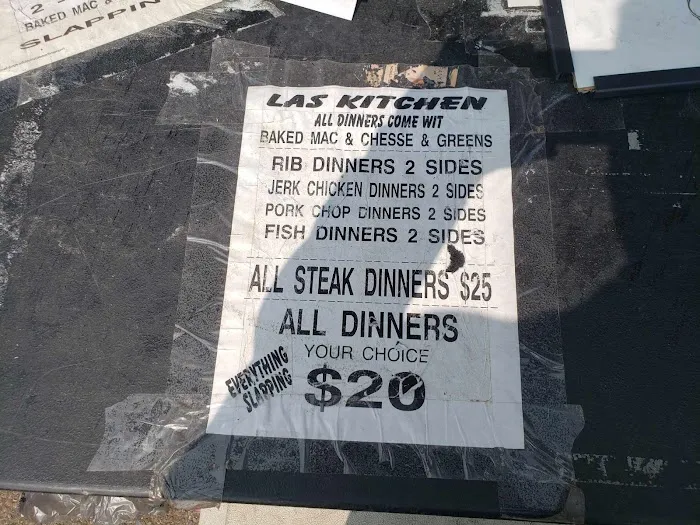 2
BAKED MAC &
SLAPPIN
LAS KITCHEN
ALL DINNERS COME WIT
BAKED MAC & CHESSE & GREENS
RIB DINNERS 2 SIDES
JERK CHICKEN DINNERS 2 SIDES
PORK CHOP DINNERS 2 SIDES
FISH DINNERS 2 SIDES
ALL STEAK DINNERS $25
ALL DINNERS
YOUR CHOICE
$20
EVERYTHING
SLAPPING